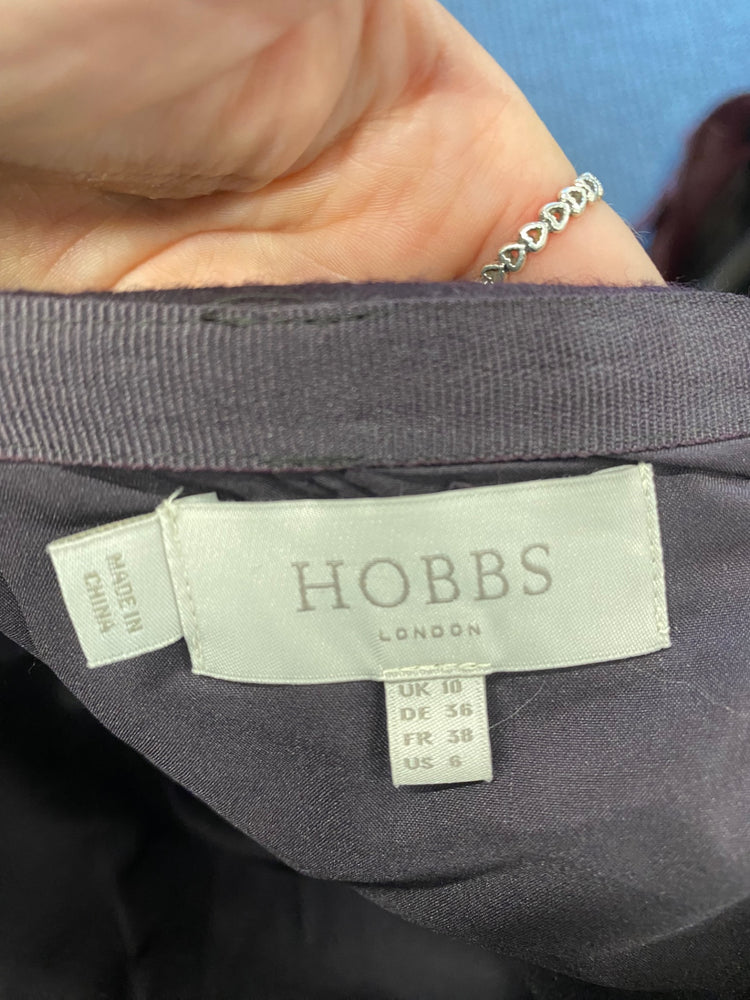 HOBBS
LONDON
MADE IN
CHINA
UK 10
DE 36
FR 38
US 6